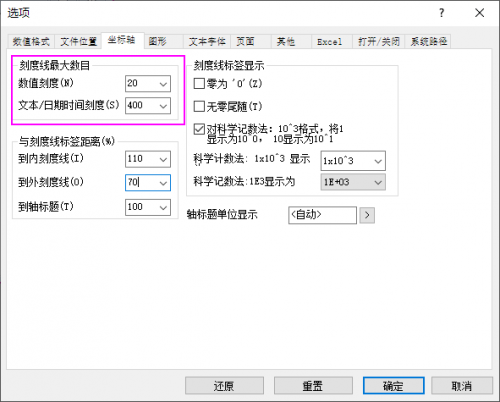 选项
?
数值格式 文件位置 坐标轴 图形 文本字体 页面 其他 Excel 打开/关闭 系统路径
刻度线最大数目
数值刻度(N) 20
文本/日期时间刻度(S) 400
与刻度线标签距离(%)
到内刻度线(I) 110
到外刻度线(O) 70
到轴标题(T) 100
刻度线标签显示
零为 '0'(Z)
无零尾随(T)
对科学记数法: 10^3格式, 将1
显示为10^0, 10显示为10^1
科学计数法: 1x10^3 显示 1x10^3
科学记数法:1E3显示为 1E+03
轴标题单位显示 <自动> >
还原 重置 确定 取消